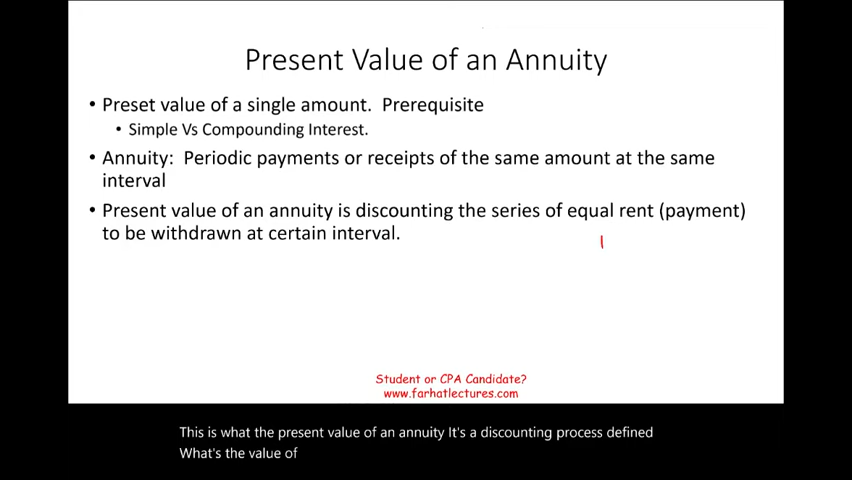 Present Value of an Annuity
• Preset value of a single amount. Prerequisite
• Simple Vs Compounding Interest.
• Annuity: Periodic payments or receipts of the same amount at the same
interval
• Present value of an annuity is discounting the series of equal rent (payment)
to be withdrawn at certain interval.
Student or CPA Candidate?
www.farhatlectures.com
This is what the present value of an annuity It's a discounting process defined
What's the value of